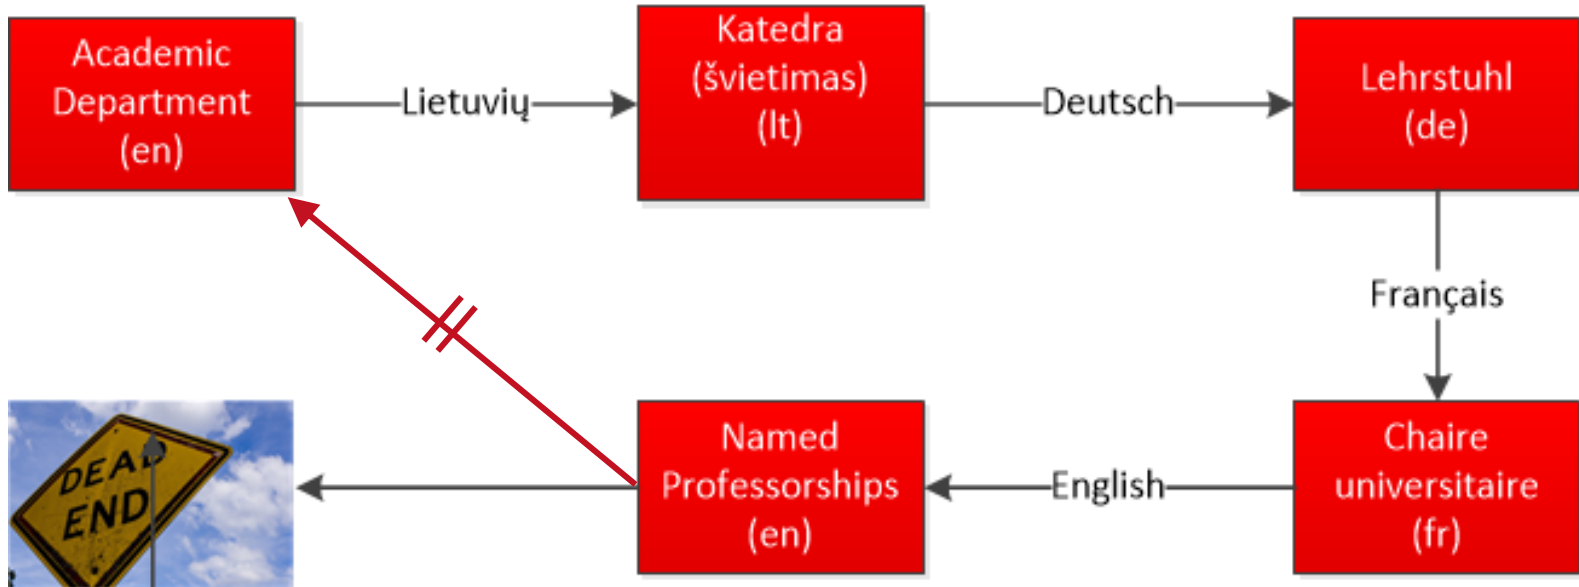 Academic
Department
(en)
Lietuvių
Katedra
(švietimas)
(lt)
Deutsch
Lehrstuhl
(de)
Français
Chaire
universitaire
(fr)
English
Named
Professorships
(en)
DEAD
END